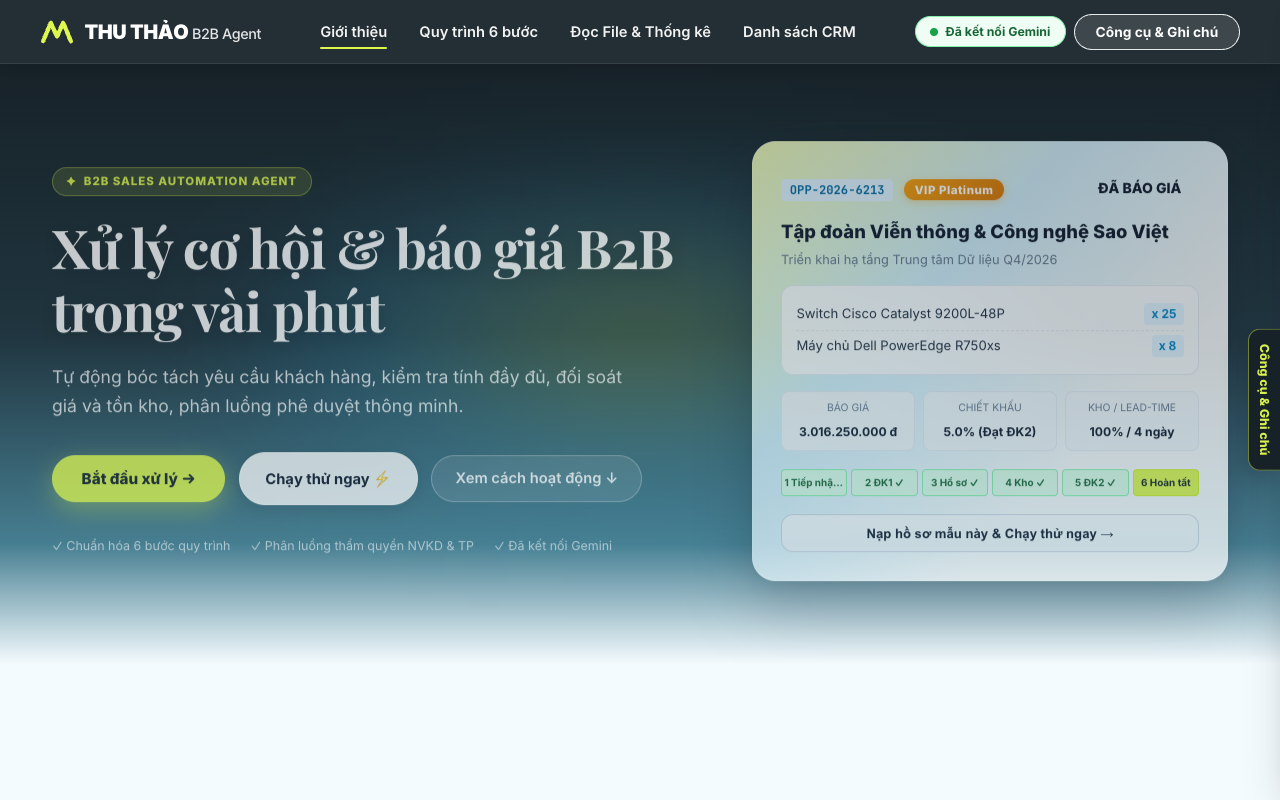 THU THẢO B2B Agent
Giới thiệu
Quy trình 6 bước
Đọc File & Thống kê
Danh sách CRM
Đã kết nối Gemini
Công cụ & Ghi chú
✦ B2B SALES AUTOMATION AGENT
Xử lý cơ hội & báo giá B2B
trong vài phút
Tự động bóc tách yêu cầu khách hàng, kiểm tra tính đầy đủ, đối soát
giá và tồn kho, phân luồng phê duyệt thông minh.
Bắt đầu xử lý →
Chạy thử ngay ⚡
Xem cách hoạt động ↓
✓ Chuẩn hóa 6 bước quy trình
✓ Phân luồng thẩm quyền NVKD & TP
✓ Đã kết nối Gemini
OPP-2026-6213
VIP Platinum
ĐÃ BÁO GIÁ
Tập đoàn Viễn thông & Công nghệ Sao Việt
Triển khai hạ tầng Trung tâm Dữ liệu Q4/2026
Switch Cisco Catalyst 9200L-48P
x 25
Máy chủ Dell PowerEdge R750xs
x 8
BÁO GIÁ
3.016.250.000 đ
CHIẾT KHẤU
5.0% (Đạt ĐK2)
KHO / LEAD-TIME
100% / 4 ngày
1 Tiếp nhậ...
2 ĐK1 ✓
3 Hồ sơ ✓
4 Kho ✓
5 ĐK2 ✓
6 Hoàn tất
Nạp hồ sơ mẫu này & Chạy thử ngay →
Công cụ & Ghi chú